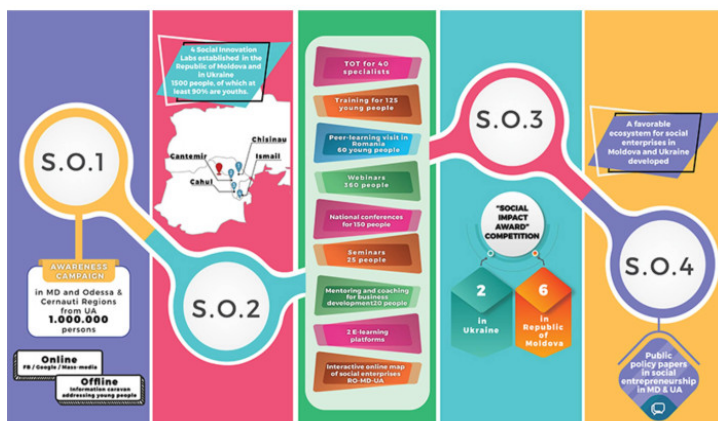 S.O.1
AWARENESS
CAMPAIGN
in MD and Odessa &
Cernauti Regions
from UA
1.000.000
persons
Online
FB / Google / Mass-media
Offline
Information caravan
addressing young people
4 Social Innovation
Labs established in the
Republic of Moldova and
in Ukraine
1500 people, of which at
least 90% are youths.
Chisinau
Cantemir
Ismail
Cahul
S.O.2
TOT for 40
specialists
Training for 125
young people
Peer-learning visit in
Romania
60 young people
Webinars
360 people
National conferences
for 150 people
Seminars
25 people
Mentoring and coaching
for business
development20 people
2 E-learning
platforms
Interactive online map
of social enterprises
RO-MD-UA
S.O.3
"SOCIAL
IMPACT
AWARD"
COMPETITION
2
in
Ukraine
6
in
Republic
of
Moldova
A favorable
ecosystem for social
enterprises in
Moldova and Ukraine
developed
S.O.4
Public
policy papers
in social
entrepreneurship
in MD & UA